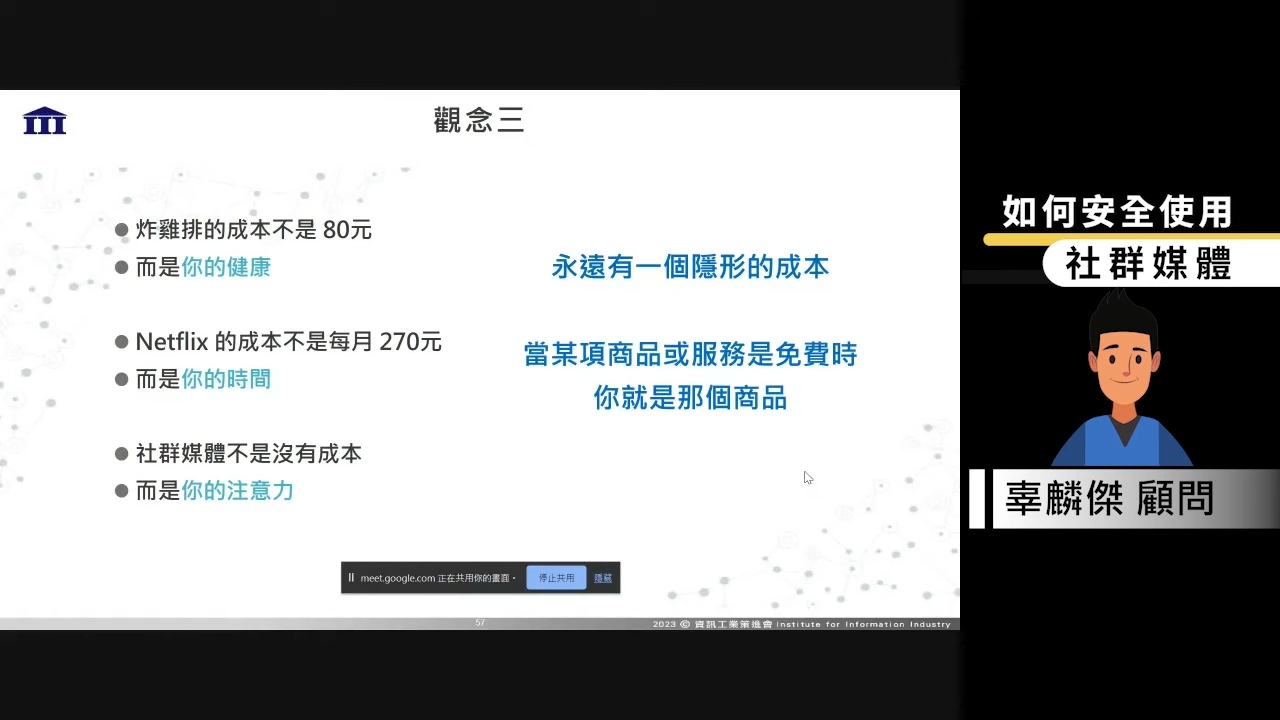 觀念三
炸雞排的成本不是 80元
而是你的健康
Netflix 的成本不是每月 270元
而是你的時間
社群媒體不是沒有成本
而是你的注意力
永遠有一個隱形的成本
當某項商品或服務是免費時
你就是那個商品
meet.google.com 正在共用你的畫面。
停止共用
隱藏
57
2023 © 資訊工業策進會 Institute for Information Industry
如何安全使用
社群媒體
辜麟傑 顧問